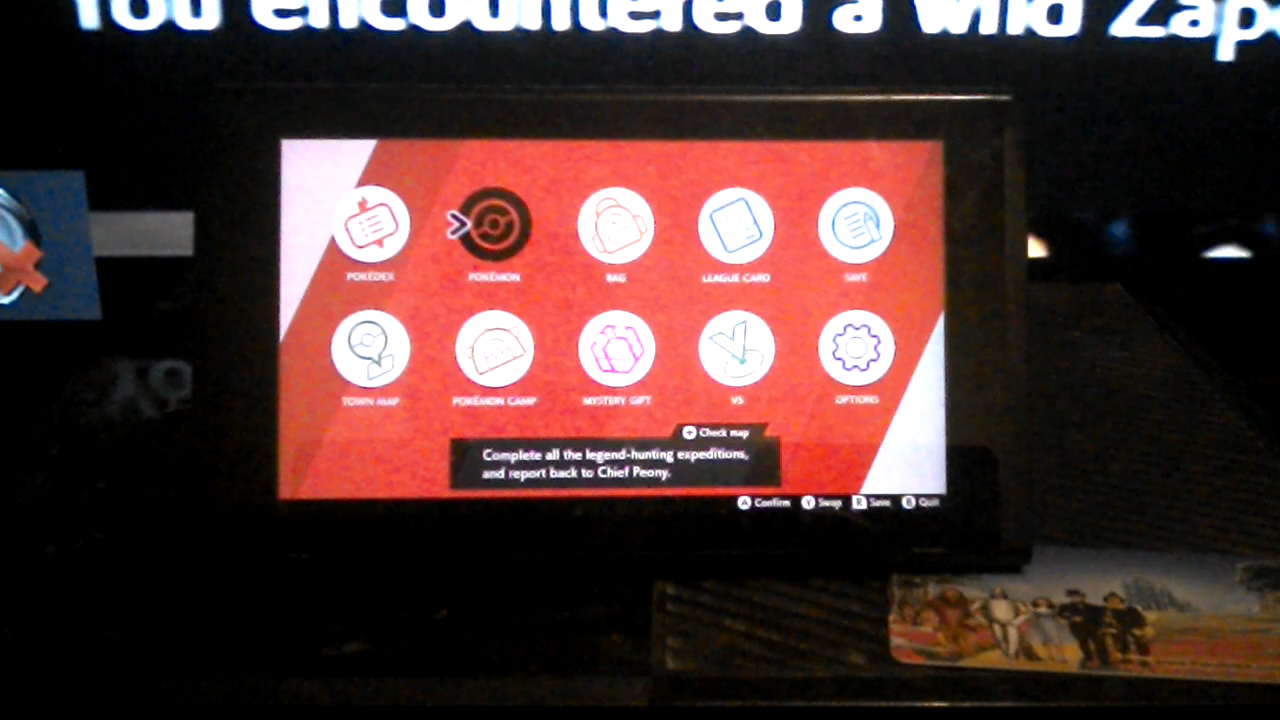 You encountered a wild Zap
POKÉDEX
POKÉMON
BAG
LEAGUE CARD
SAVE
TOWN MAP
POKÉMON CAMP
MYSTERY GIFT
VS
OPTIONS
+ Check map
Complete all the legend-hunting expeditions,
and report back to Chief Peony.
A Confirm Y Swap R Save B Quit